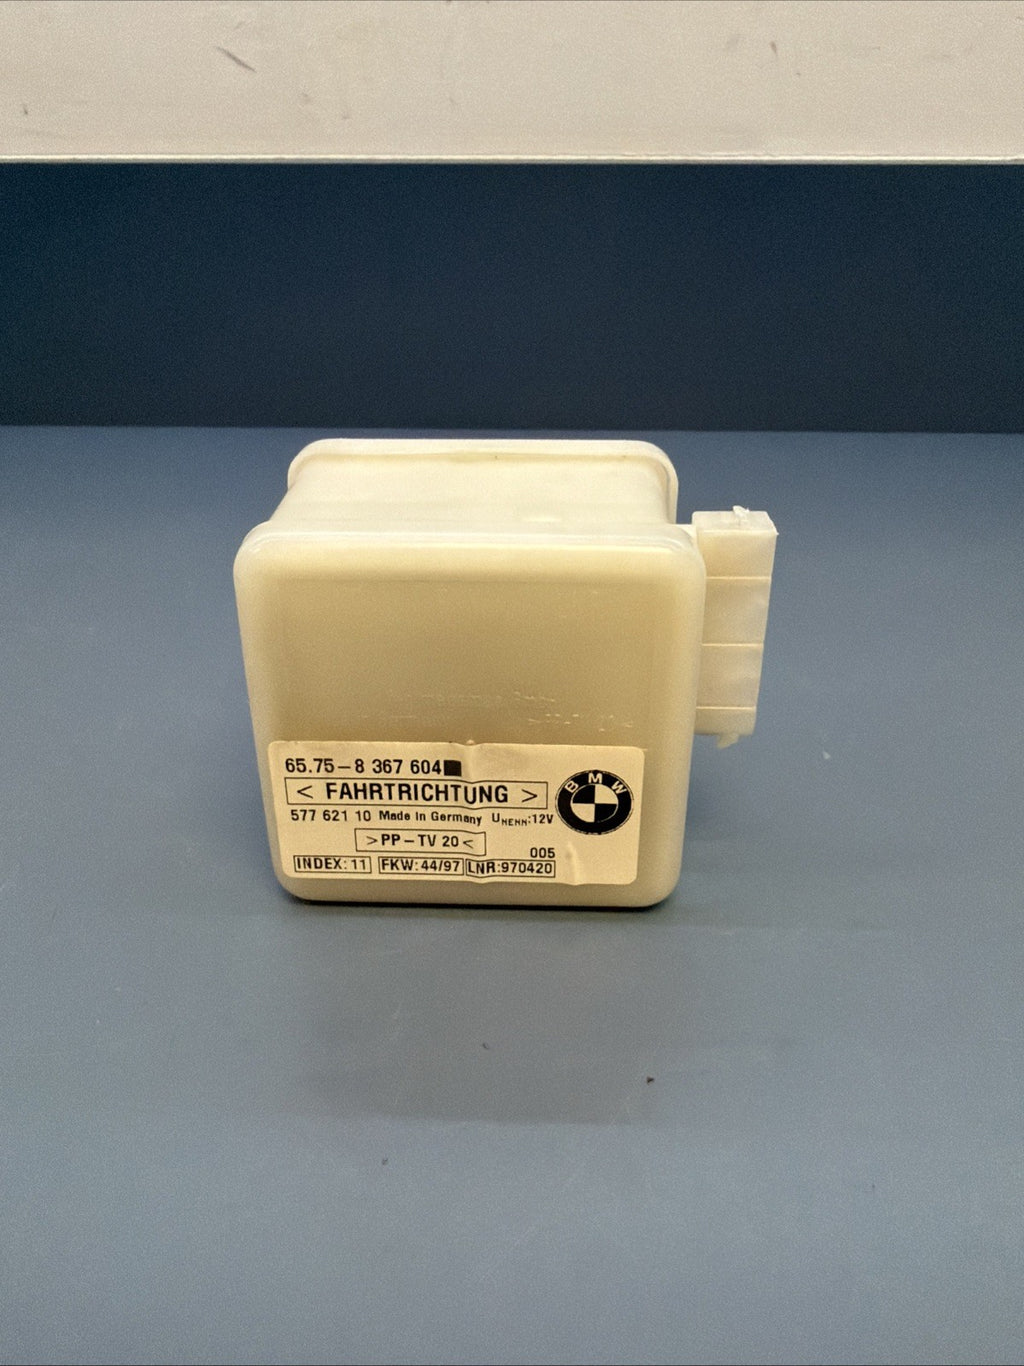 65.75-8 367 604■
< FAHRTRICHTUNG >
577 621 10 Made in Germany UNENN:12V
>PP-TV 20<
005
INDEX:11 FKW:44/97 LNR:970420
BMW